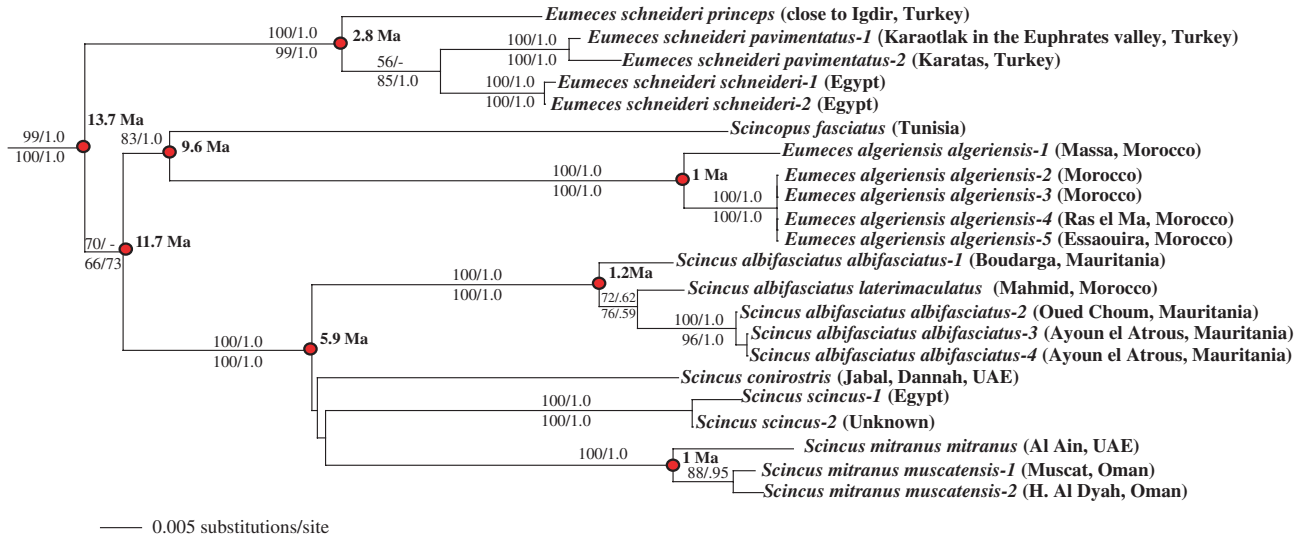 Eumeces schneideri princeps (close to Igdir, Turkey)
100/1.0
2.8 Ma
99/1.0
Eumeces schneideri pavimentatus-1 (Karaotlak in the Euphrates valley, Turkey)
100/1.0
100/1.0
56/-
85/1.0
Eumeces schneideri pavimentatus-2 (Karatas, Turkey)
Eumeces schneideri schneideri-1 (Egypt)
100/1.0
100/1.0
Eumeces schneideri schneideri-2 (Egypt)
13.7 Ma
99/1.0
100/1.0
83/1.0
9.6 Ma
Scincopus fasciatus (Tunisia)
Eumeces algeriensis algeriensis-1 (Massa, Morocco)
100/1.0
100/1.0
1 Ma
Eumeces algeriensis algeriensis-2 (Morocco)
100/1.0
100/1.0
Eumeces algeriensis algeriensis-3 (Morocco)
Eumeces algeriensis algeriensis-4 (Ras el Ma, Morocco)
Eumeces algeriensis algeriensis-5 (Essaouira, Morocco)
70/ -
66/73
11.7 Ma
Scincus albifasciatus albifasciatus-1 (Boudarga, Mauritania)
100/1.0
100/1.0
1.2Ma
Scincus albifasciatus laterimaculatus (Mahmid, Morocco)
72/.62
76/.59
Scincus albifasciatus albifasciatus-2 (Oued Choum, Mauritania)
100/1.0
96/1.0
Scincus albifasciatus albifasciatus-3 (Ayoun el Atrous, Mauritania)
Scincus albifasciatus albifasciatus-4 (Ayoun el Atrous, Mauritania)
100/1.0
100/1.0
5.9 Ma
Scincus conirostris (Jabal, Dannah, UAE)
Scincus scincus-1 (Egypt)
100/1.0
100/1.0
Scincus scincus-2 (Unknown)
Scincus mitranus mitranus (Al Ain, UAE)
100/1.0
1 Ma
88/.95
Scincus mitranus muscatensis-1 (Muscat, Oman)
Scincus mitranus muscatensis-2 (H. Al Dyah, Oman)
0.005 substitutions/site